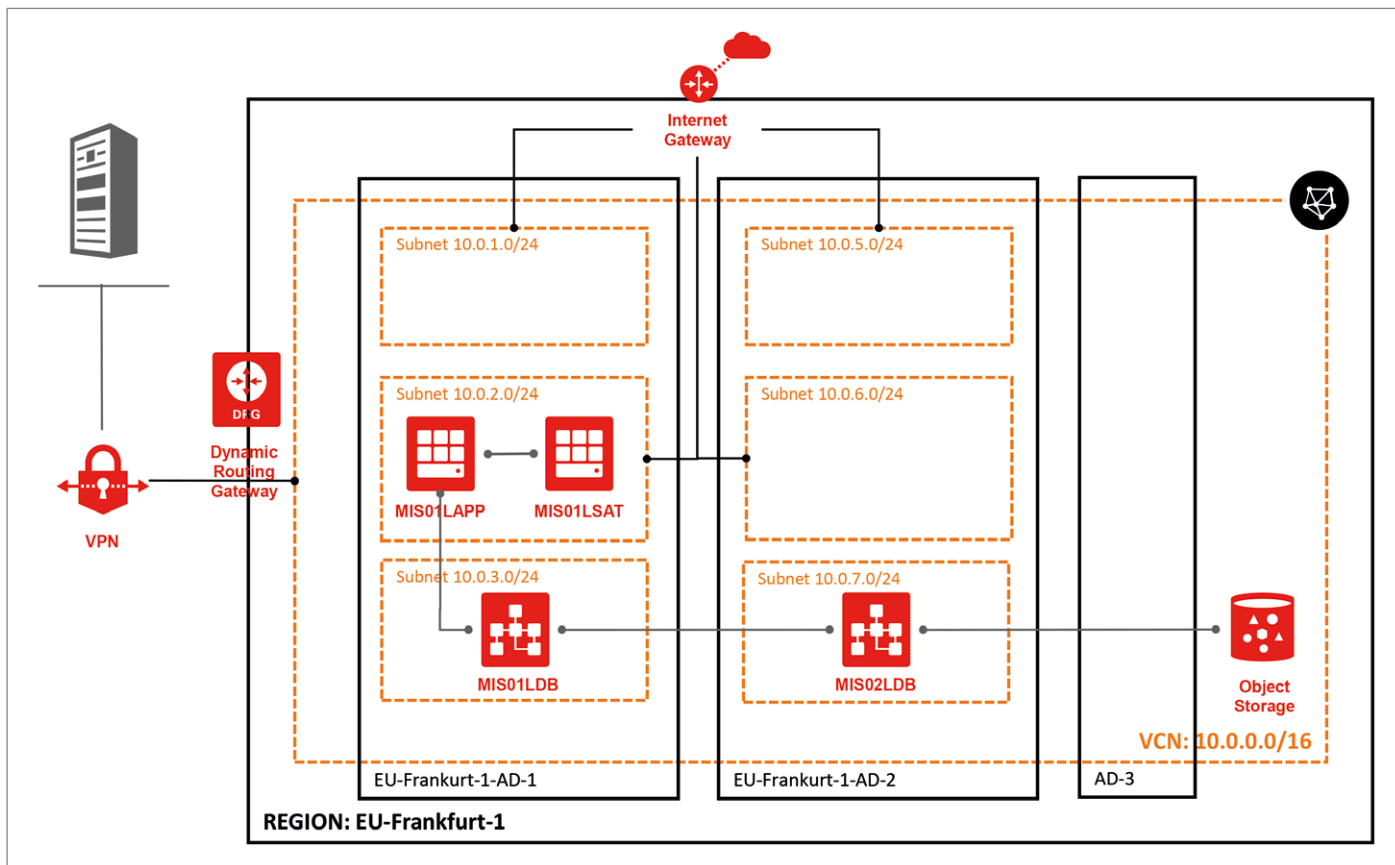 Internet
Gateway
Subnet 10.0.1.0/24
Subnet 10.0.5.0/24
DRG
Dynamic
Routing
Gateway
VPN
Subnet 10.0.2.0/24
MIS01LAPP
MIS01LSAT
Subnet 10.0.6.0/24
Subnet 10.0.3.0/24
MIS01LDB
Subnet 10.0.7.0/24
MIS02LDB
Object
Storage
VCN: 10.0.0.0/16
EU-Frankurt-1-AD-1
EU-Frankurt-1-AD-2
AD-3
REGION: EU-Frankfurt-1